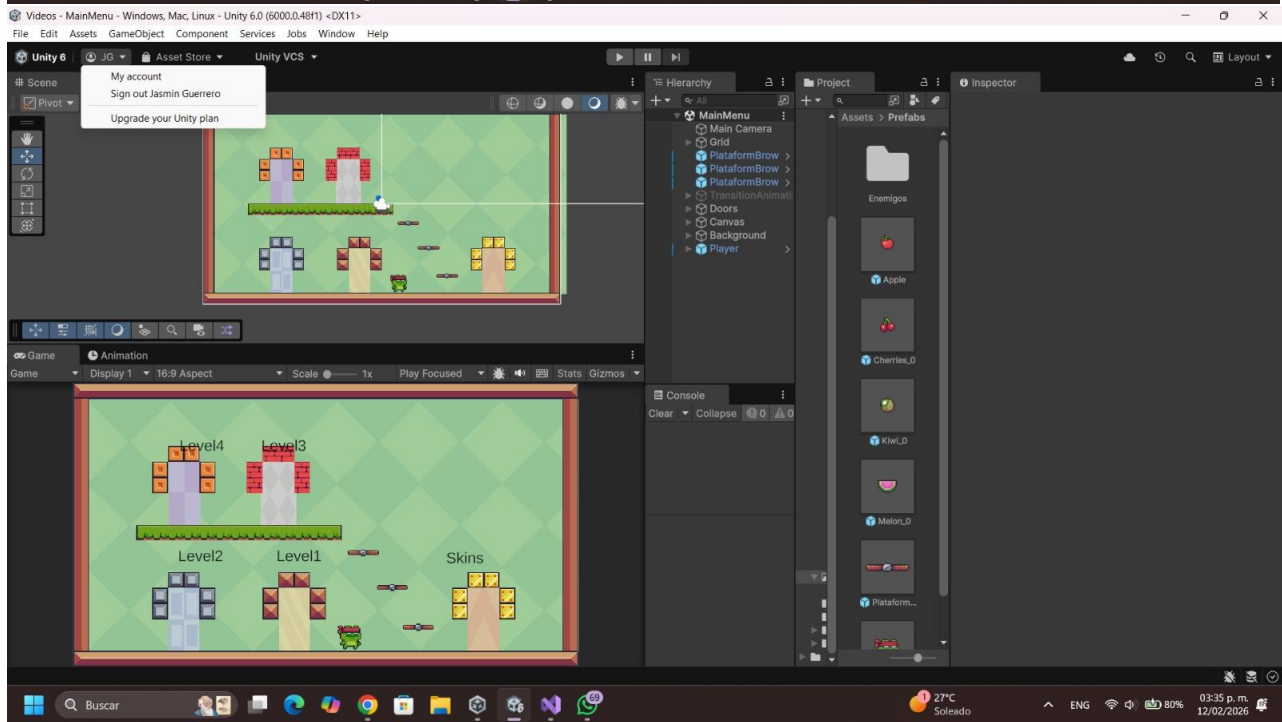 Videos - MainMenu - Windows, Mac, Linux - Unity 6.0 (6000.0.48f1) <DX11>
File Edit Assets GameObject Component Services Jobs Window Help
Unity 6 JG Asset Store Unity VCS Layout
My account
Sign out Jasmin Guerrero
Upgrade your Unity plan
Scene
Pivot
Hierarchy
All
MainMenu
Main Camera
Grid
PlataformBrow
PlataformBrow
PlataformBrow
TransitionAnimati
Doors
Canvas
Background
Player
Project
Assets > Prefabs
Enemigos
Apple
Cherries_0
Kiwi_0
Melon_0
Plataform...
Inspector
Game Animation
Game Display 1 16:9 Aspect Scale 1x Play Focused Stats Gizmos
Level4 Level3
Level2 Level1 Skins
Console
Clear Collapse 0 0
Buscar
69
1
27°C
Soleado
ENG
80%
03:35 p. m.
12/02/2026